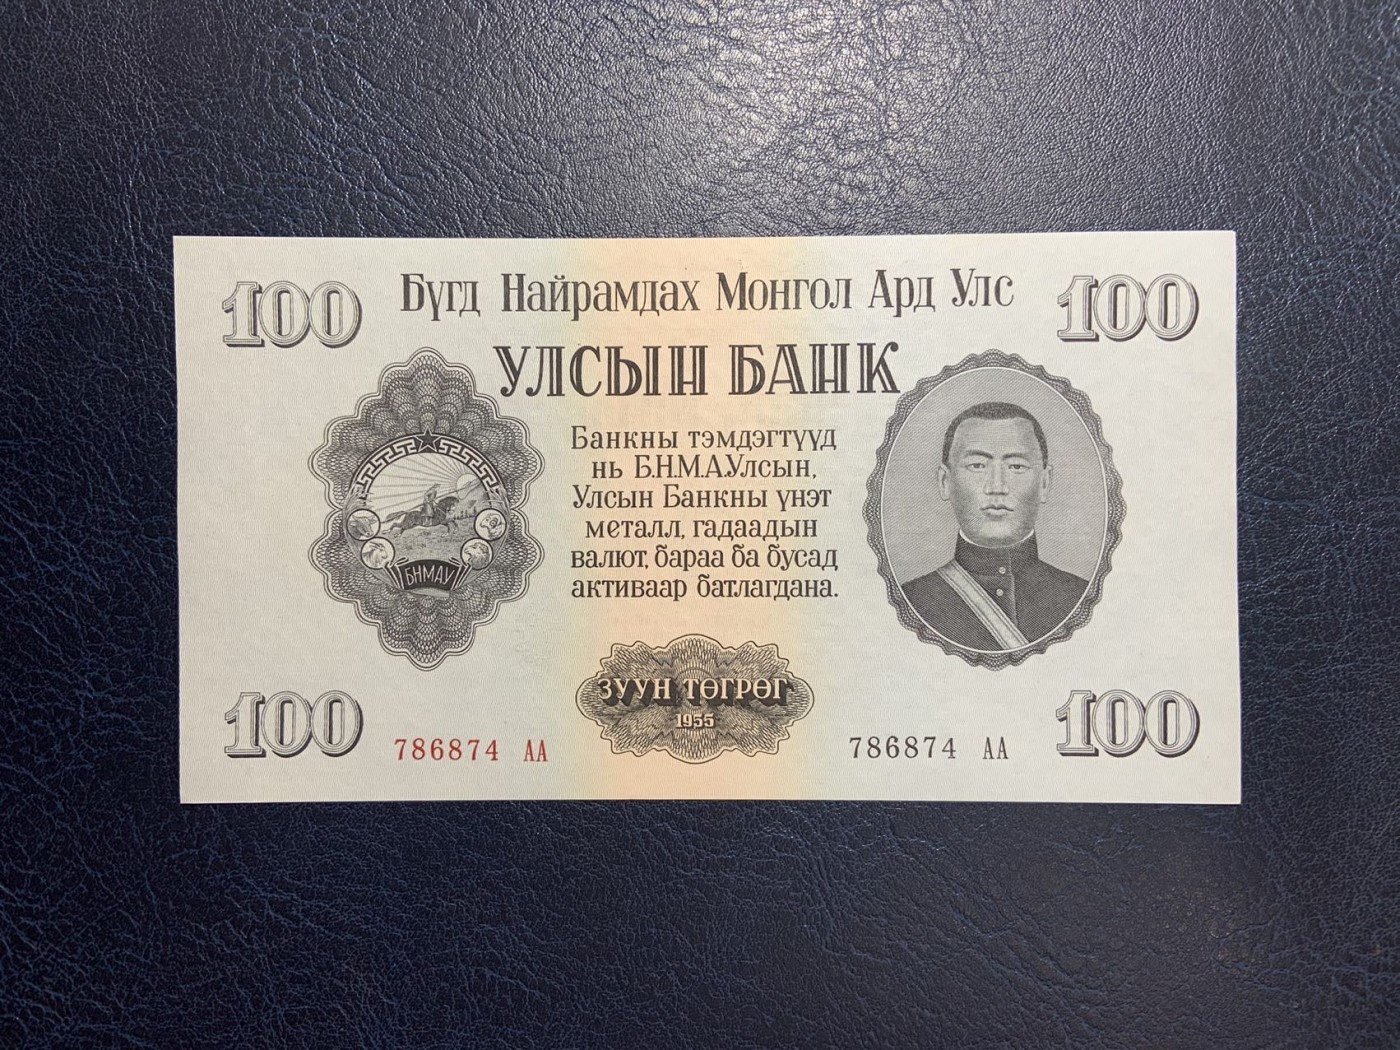 100
Бүгд Найрамдах Монгол Ард Улс
100
УЛСЫН БАНК
Банкны тэмдэгтүүд
нь Б.Н.М.А.Улсын,
Улсын Банкны үнэт
металл, гадаадын
валют, бараа ба бусад
активаар батлагдана.
БНМАУ
ЗУУН ТӨГРӨГ
1955
100
786874 АА
786874 АА
100